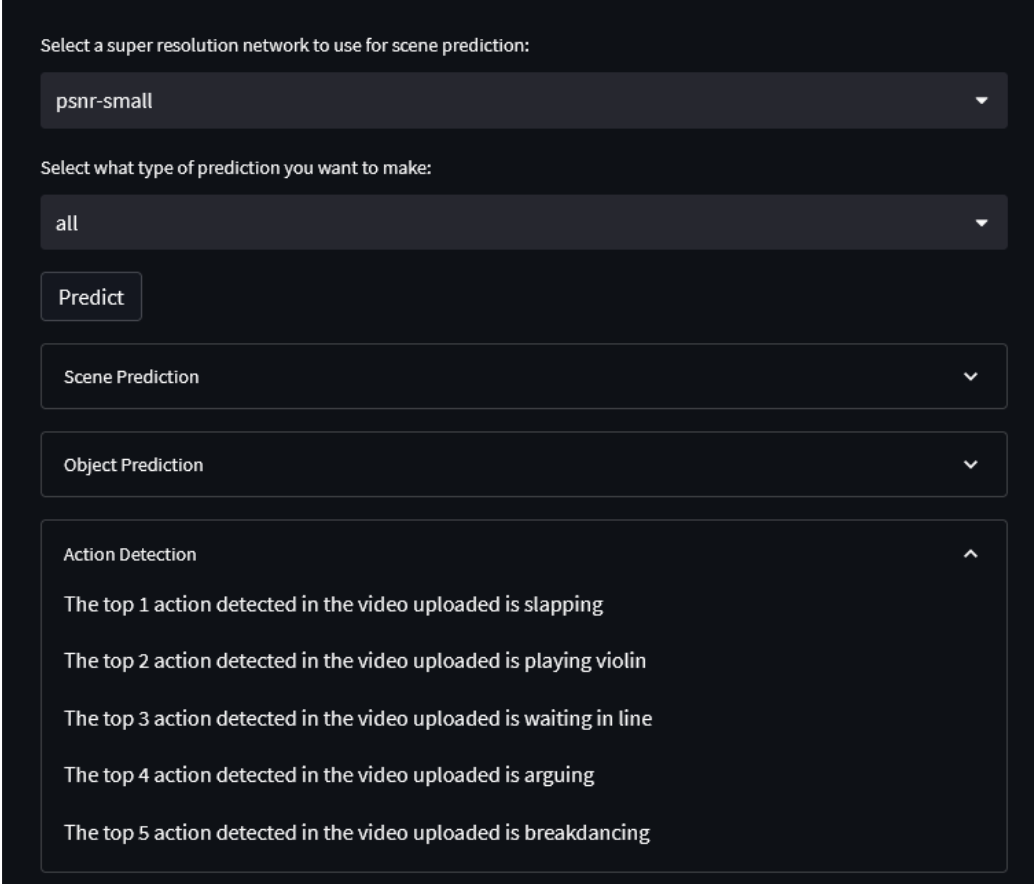 Select a super resolution network to use for scene prediction:
psnr-small
Select what type of prediction you want to make:
all
Predict
Scene Prediction
Object Prediction
Action Detection
The top 1 action detected in the video uploaded is slapping
The top 2 action detected in the video uploaded is playing violin
The top 3 action detected in the video uploaded is waiting in line
The top 4 action detected in the video uploaded is arguing
The top 5 action detected in the video uploaded is breakdancing